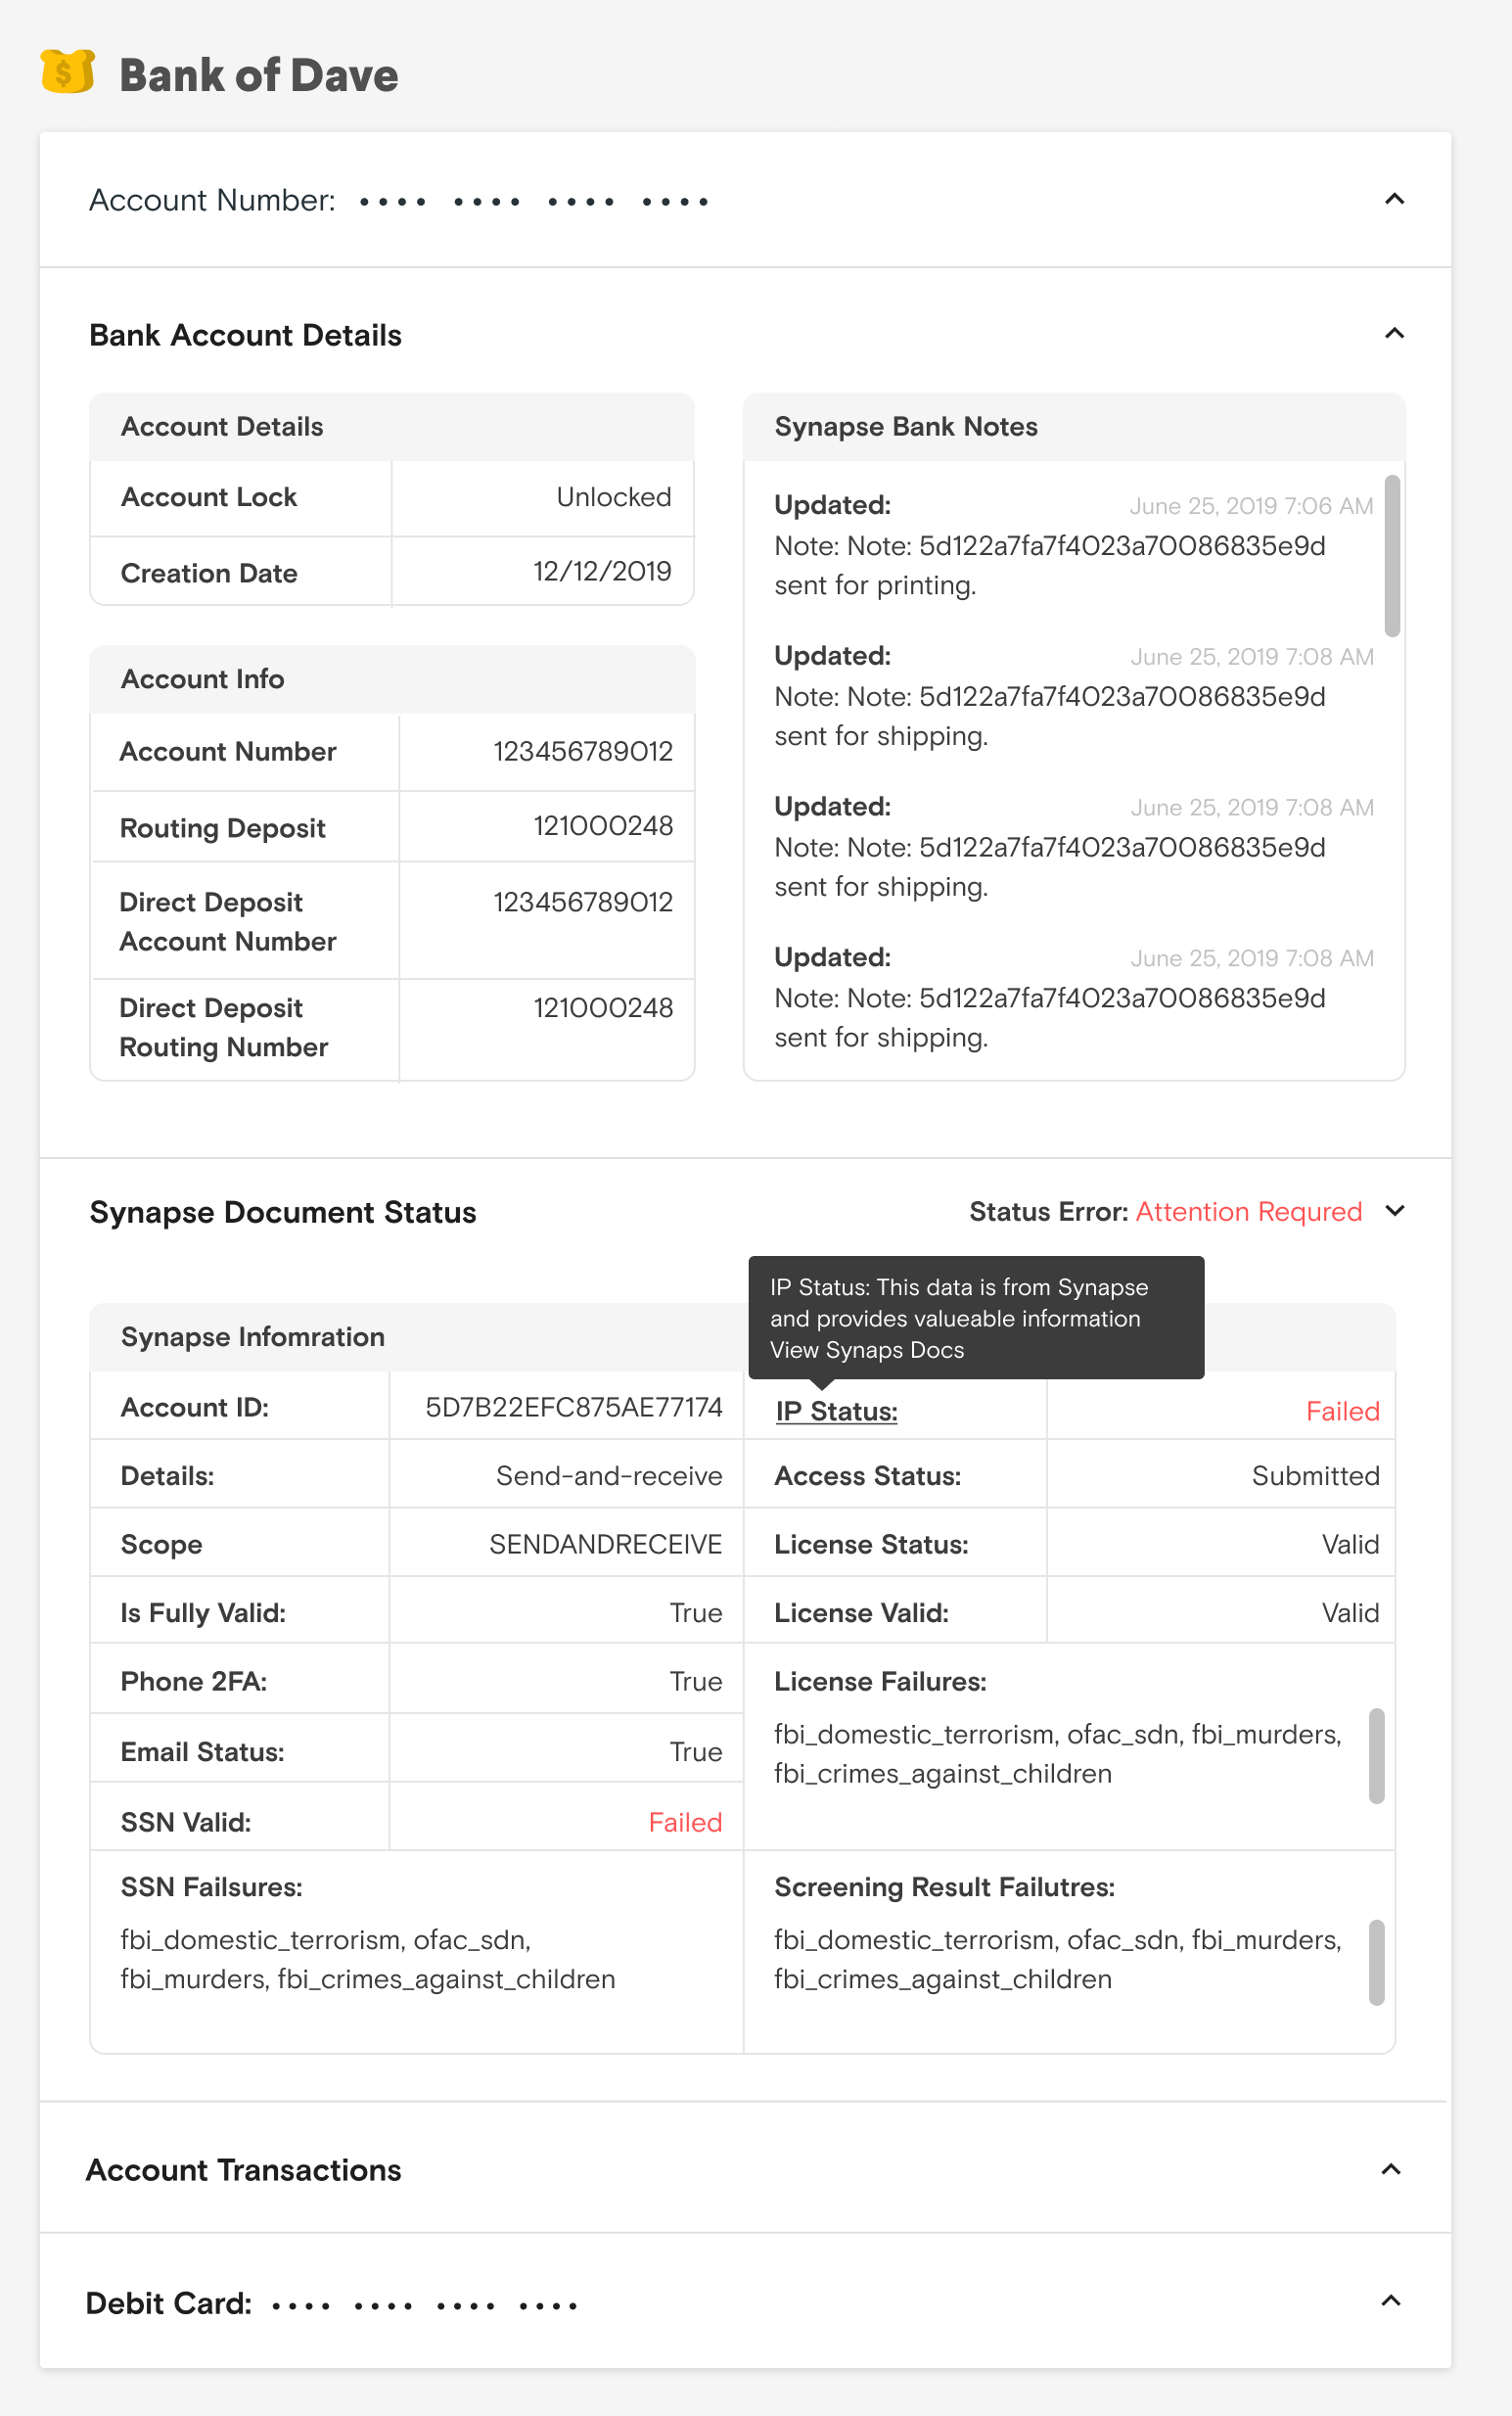 $
Bank of Dave
Account Number: •••• •••• •••• ••••
Bank Account Details
Account Details
Account Lock Unlocked
Creation Date 12/12/2019
Account Info
Account Number 123456789012
Routing Deposit 121000248
Direct Deposit 123456789012
Account Number
Direct Deposit 121000248
Routing Number
Synapse Bank Notes
Updated: June 25, 2019 7:06 AM
Note: Note: 5d122a7fa7f4023a70086835e9d
sent for printing.
Updated: June 25, 2019 7:08 AM
Note: Note: 5d122a7fa7f4023a70086835e9d
sent for shipping.
Updated: June 25, 2019 7:08 AM
Note: Note: 5d122a7fa7f4023a70086835e9d
sent for shipping.
Updated: June 25, 2019 7:08 AM
Note: Note: 5d122a7fa7f4023a70086835e9d
sent for shipping.
Synapse Document Status
Status Error: Attention Requred
IP Status: This data is from Synapse
and provides valueable information
View Synaps Docs
Synapse Infomration
Account ID: 5D7B22EFC875AE77174
Details: Send-and-receive
Scope SENDANDRECEIVE
Is Fully Valid: True
Phone 2FA: True
Email Status: True
SSN Valid: Failed
SSN Failsures:
fbi_domestic_terrorism, ofac_sdn,
fbi_murders, fbi_crimes_against_children
IP Status: Failed
Access Status: Submitted
License Status: Valid
License Valid: Valid
License Failures:
fbi_domestic_terrorism, ofac_sdn, fbi_murders,
fbi_crimes_against_children
Screening Result Failutres:
fbi_domestic_terrorism, ofac_sdn, fbi_murders,
fbi_crimes_against_children
Account Transactions
Debit Card: •••• •••• •••• ••••